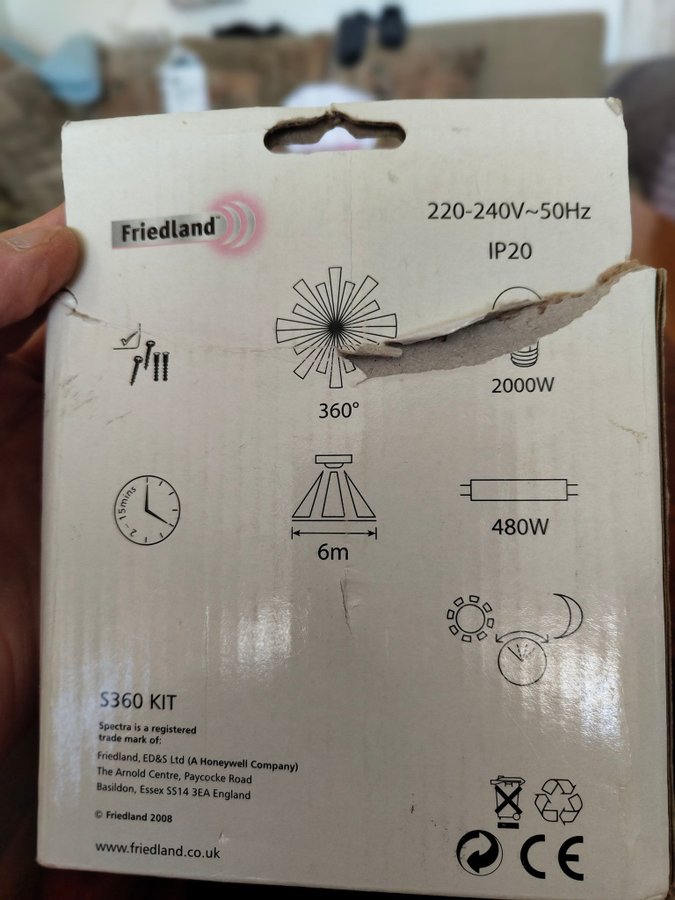 Friedland™
220-240V~50Hz
IP20
360°
2000W
2 - 15mins
6m
480W
S360 KIT
Spectra is a registered
trade mark of:
Friedland, ED&S Ltd (A Honeywell Company)
The Arnold Centre, Paycocke Road
Basildon, Essex SS14 3EA England
© Friedland 2008
www.friedland.co.uk
CE